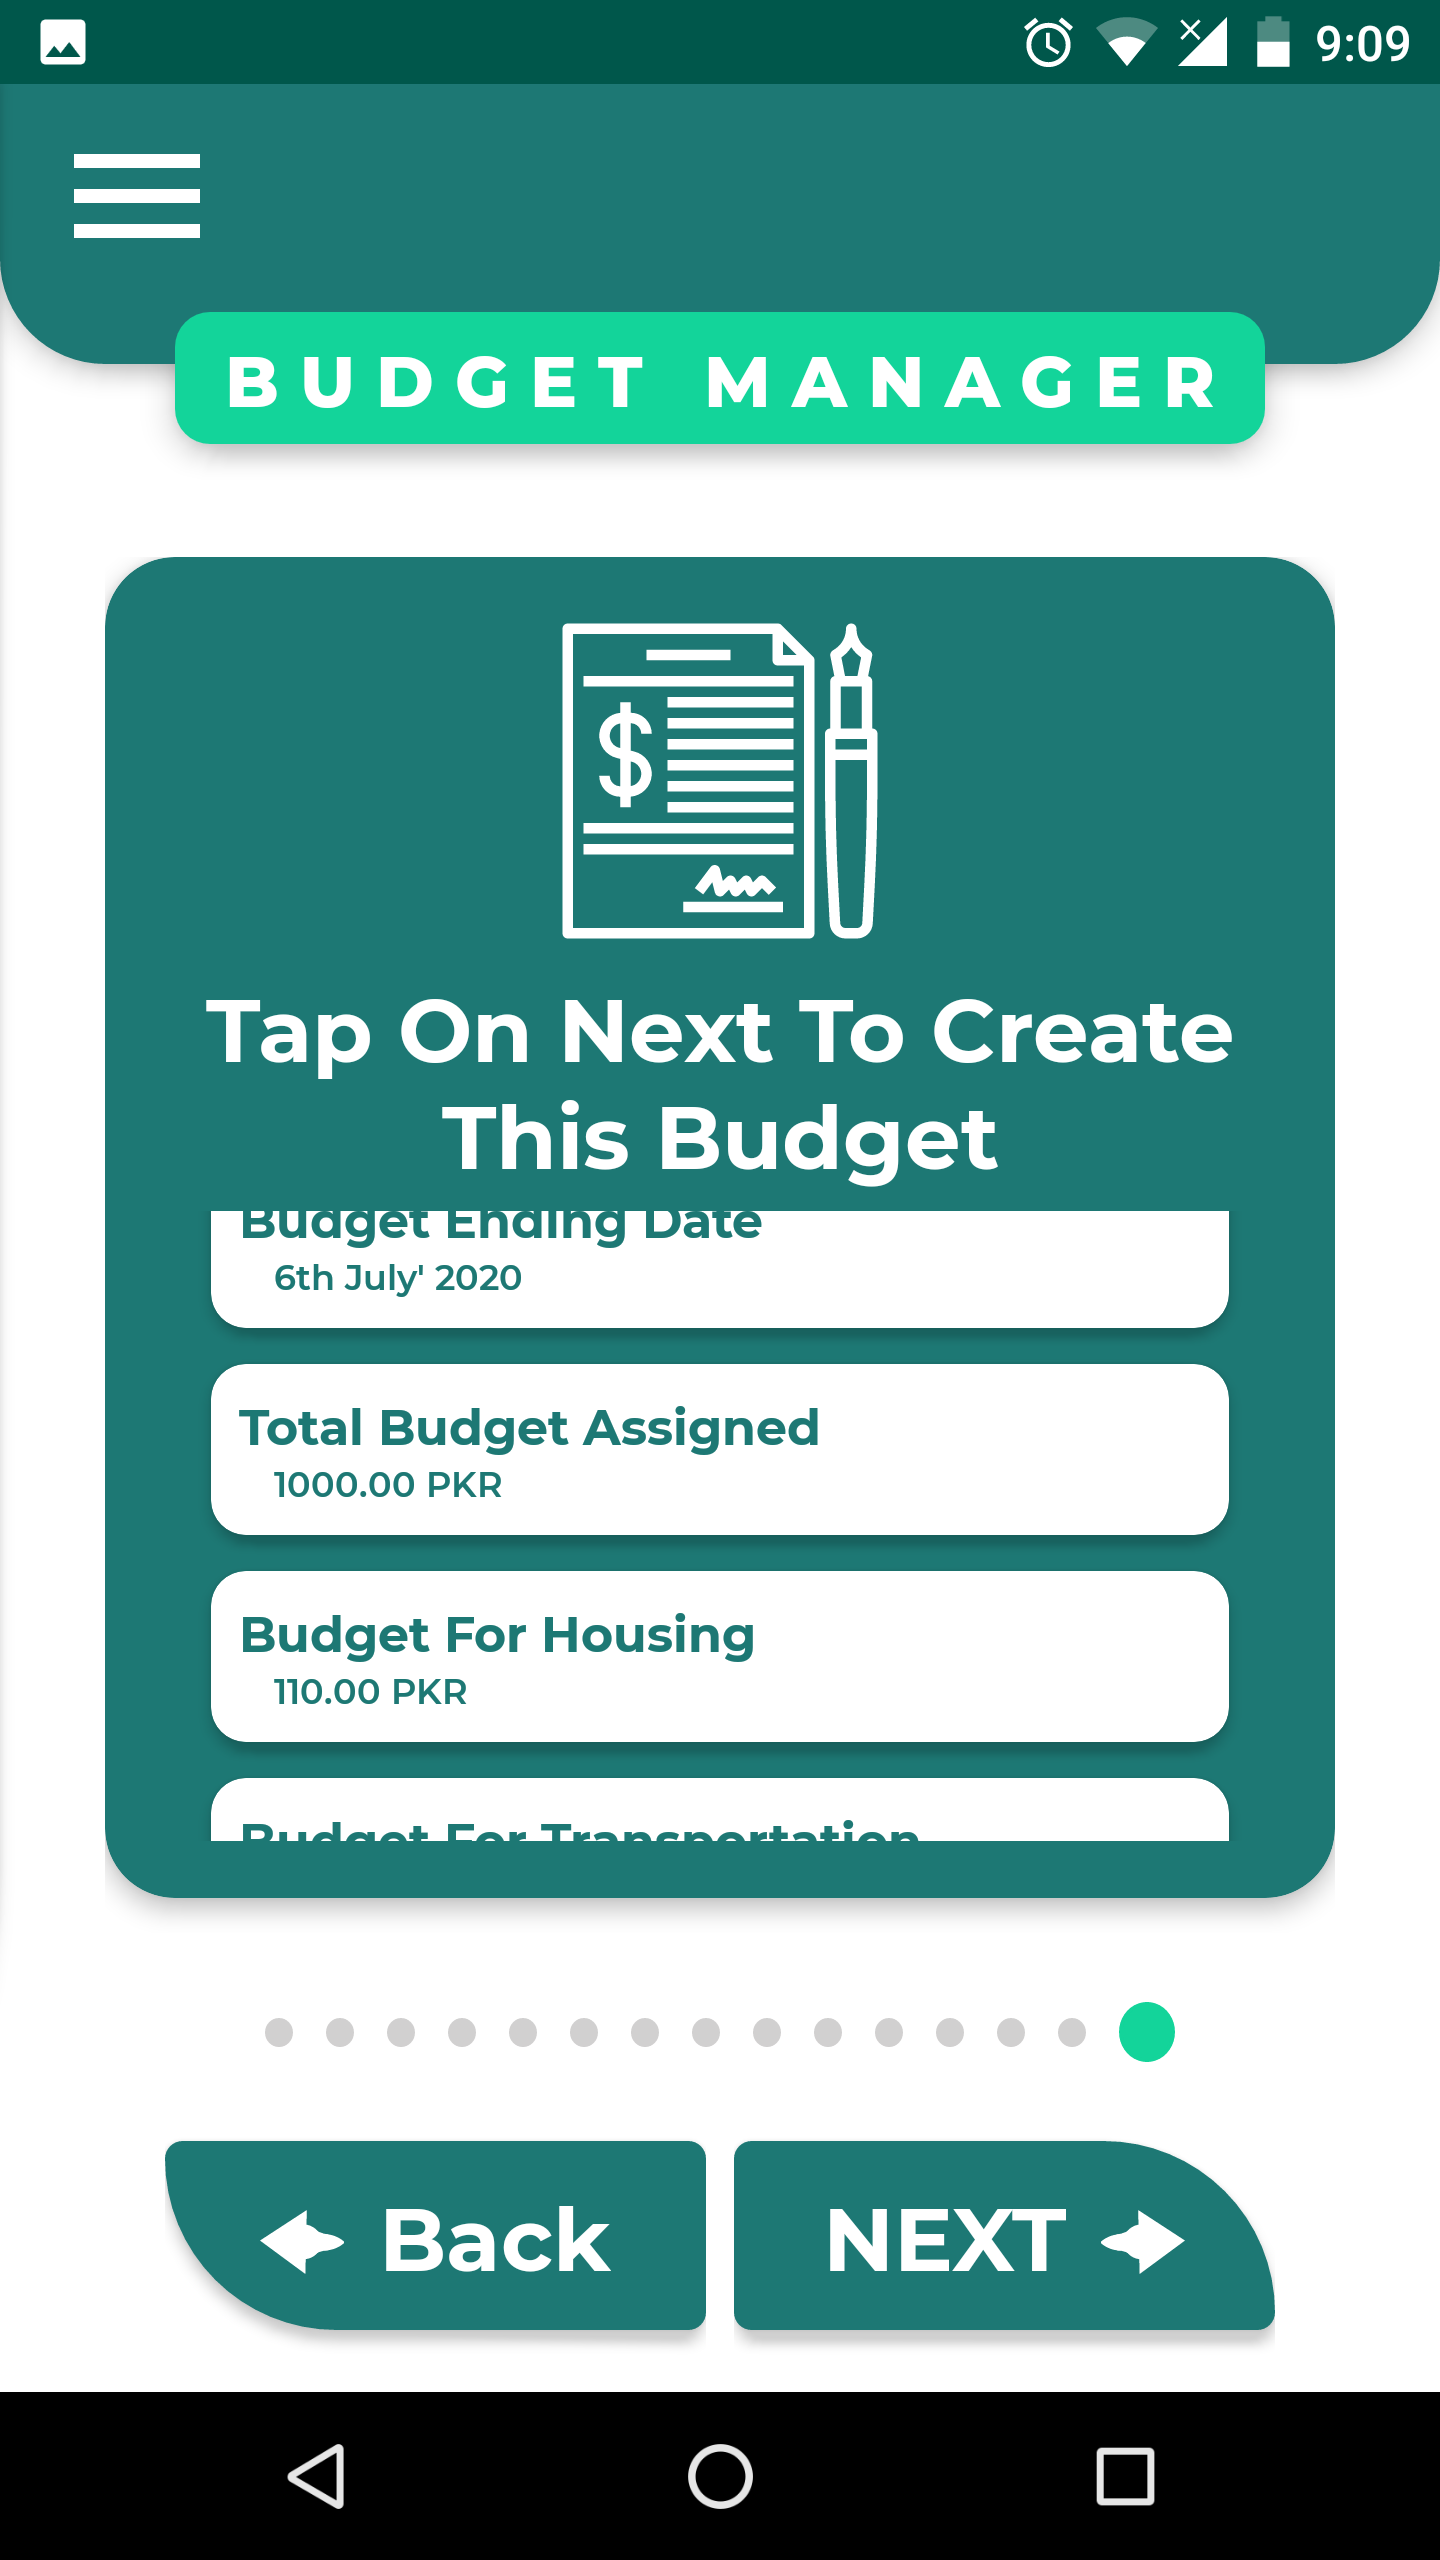 9:09
BUDGET MANAGER
$
Tap On Next To Create
This Budget
Budget Ending Date
6th July' 2020
Total Budget Assigned
1000.00 PKR
Budget For Housing
110.00 PKR
Budget For Transportation
Back
NEXT